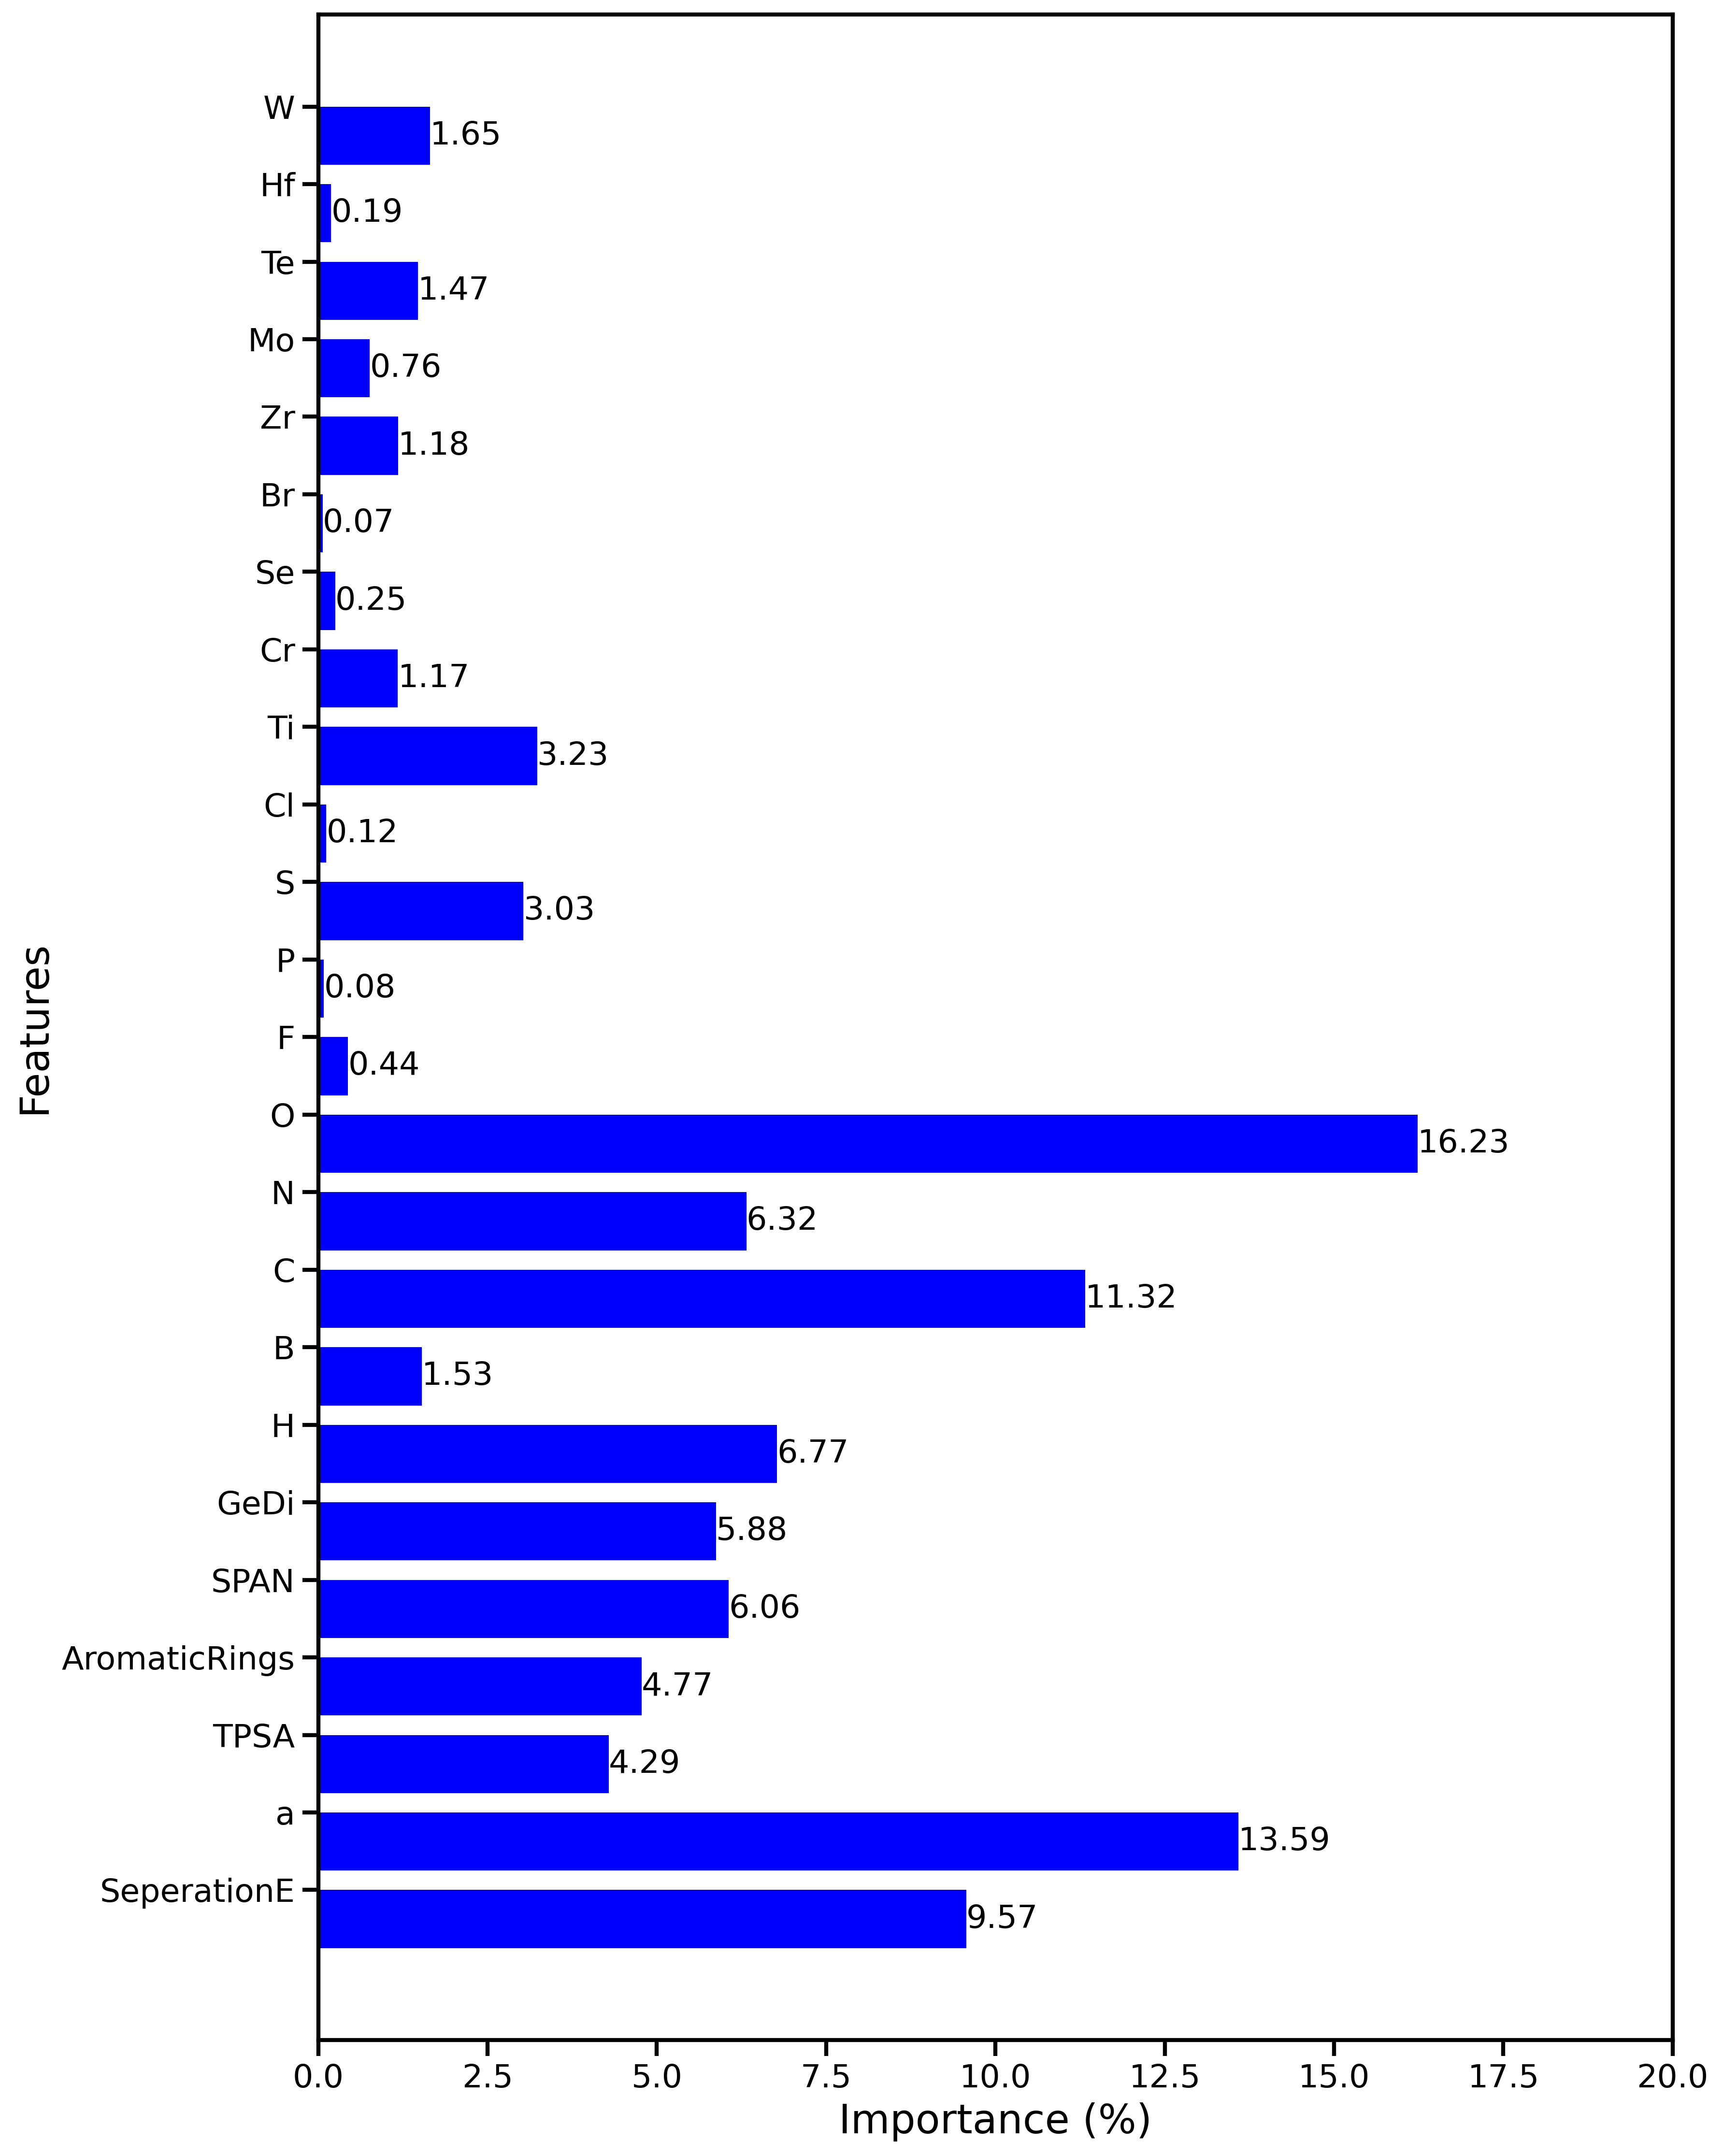 W
1.65
Hf
0.19
Te
1.47
Mo
0.76
Zr
1.18
Br
0.07
Se
0.25
Cr
1.17
Ti
3.23
Cl
0.12
S
3.03
P
0.08
F
0.44
O
16.23
N
6.32
C
11.32
B
1.53
H
6.77
GeDi
5.88
SPAN
6.06
AromaticRings
4.77
TPSA
4.29
a
13.59
SeperationE
9.57
Features
0.0 2.5 5.0 7.5 10.0 12.5 15.0 17.5 20.0
Importance (%)